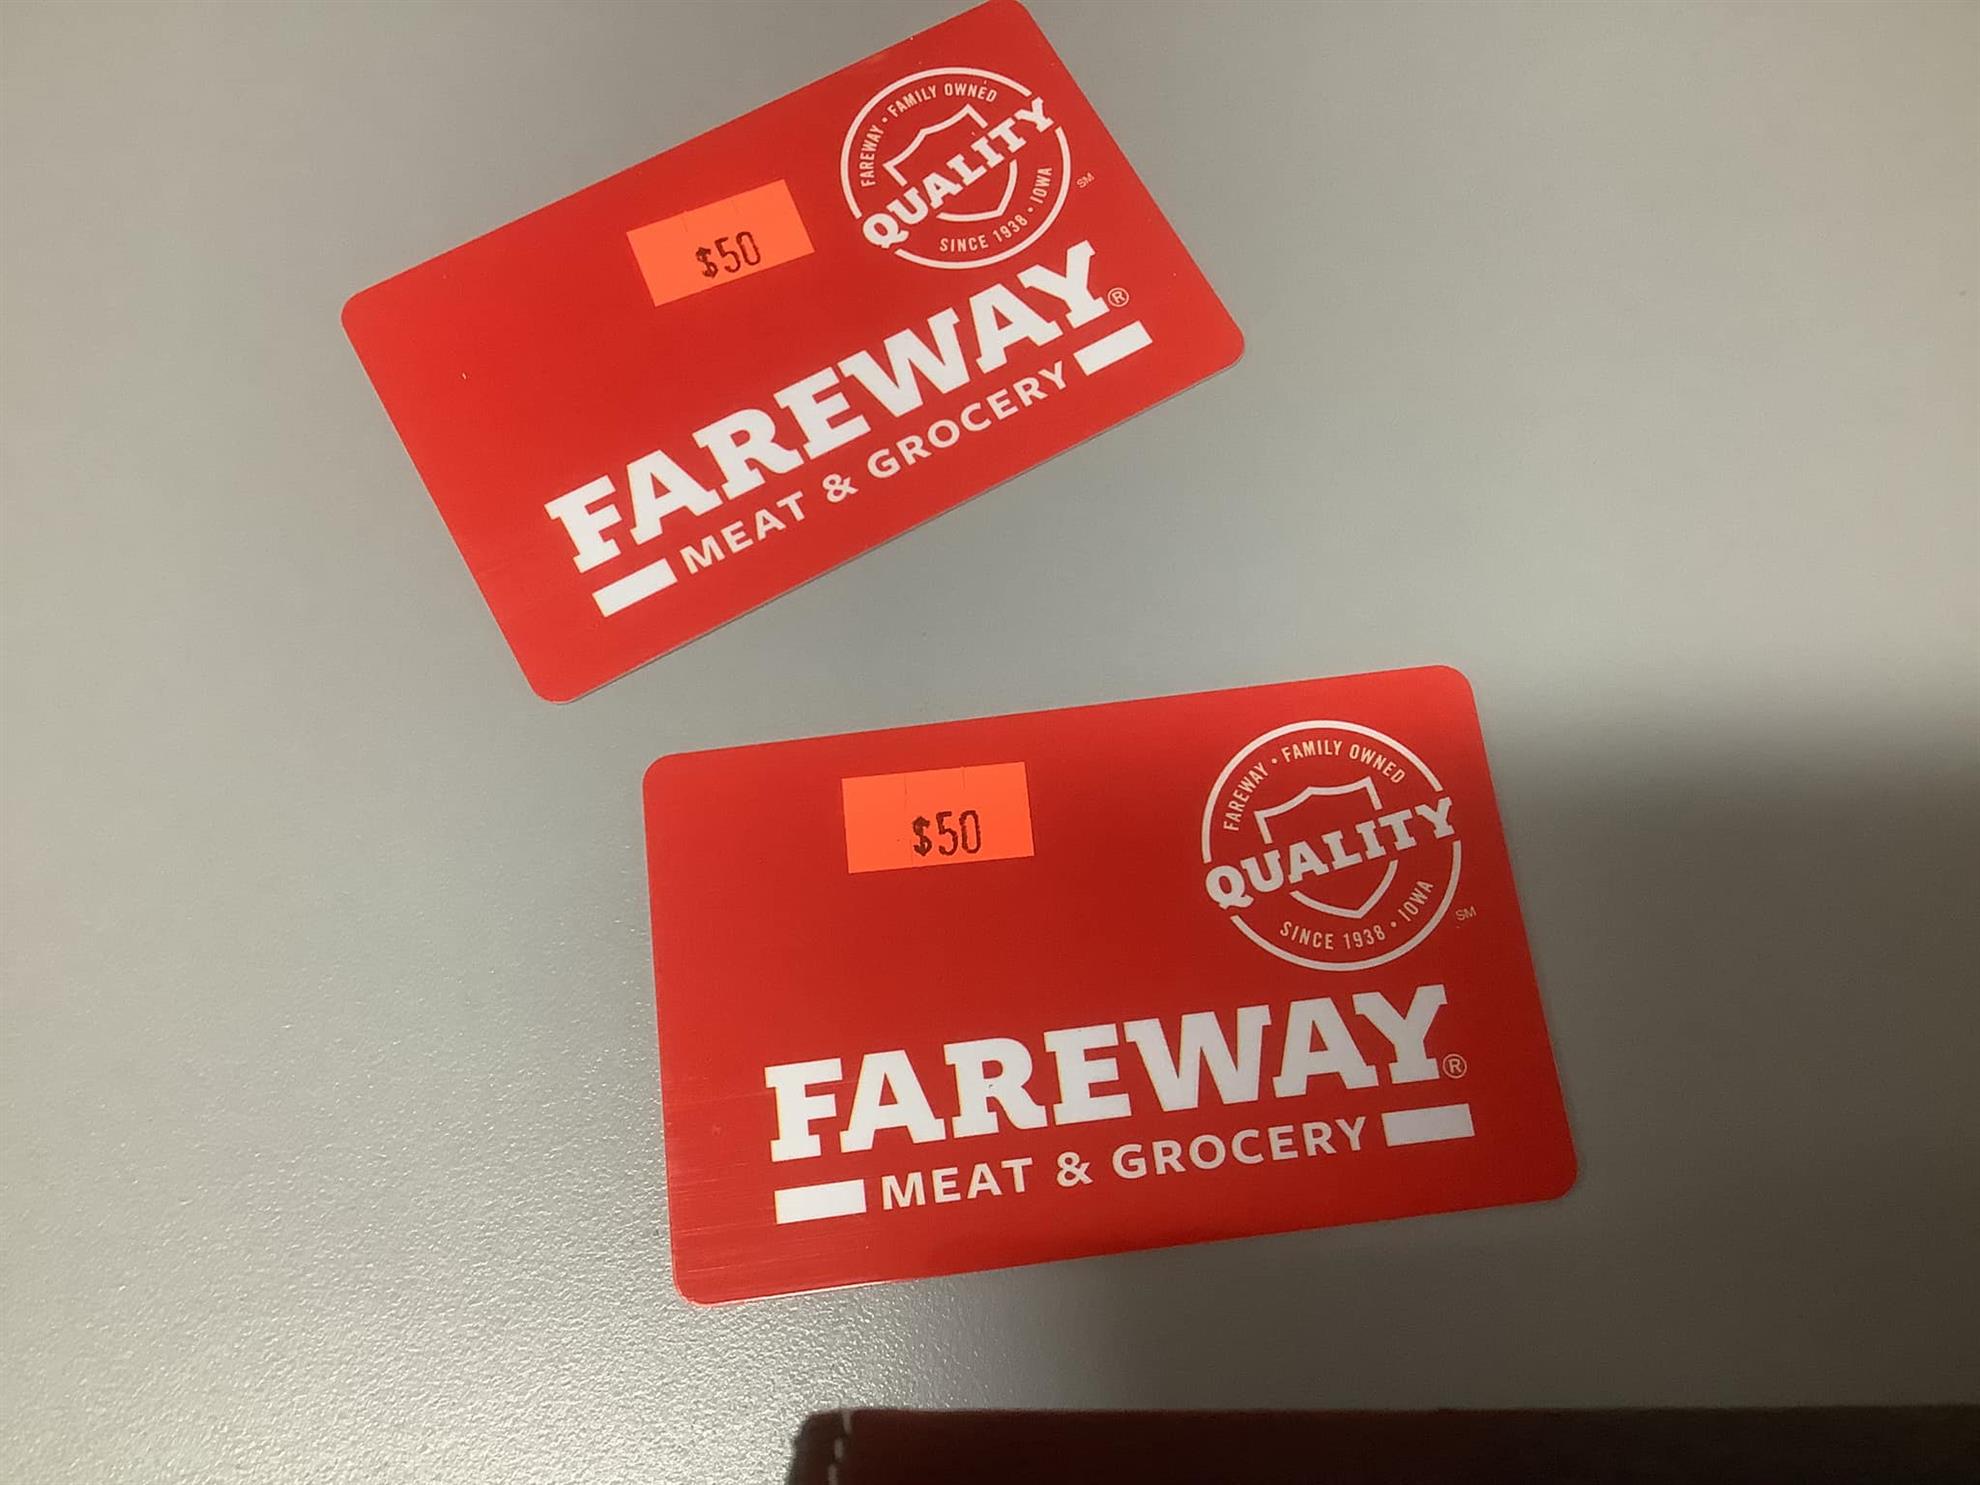 FAREWAY • FAMILY OWNED
QUALITY
SINCE 1938 • IOWA
SM
$50
FAREWAY®
MEAT & GROCERY
FAREWAY • FAMILY OWNED
QUALITY
SINCE 1938 • IOWA
SM
$50
FAREWAY®
MEAT & GROCERY